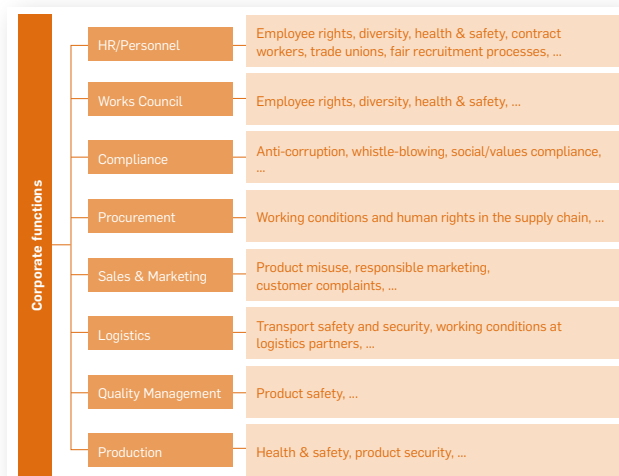 Corporate functions
HR/Personnel
Employee rights, diversity, health & safety, contract
workers, trade unions, fair recruitment processes, ...
Works Council
Employee rights, diversity, health & safety, ...
Compliance
Anti-corruption, whistle-blowing, social/values compliance,
...
Procurement
Working conditions and human rights in the supply chain, ...
Sales & Marketing
Product misuse, responsible marketing,
customer complaints, ...
Logistics
Transport safety and security, working conditions at
logistics partners, ...
Quality Management
Product safety, ...
Production
Health & safety, product security, ...